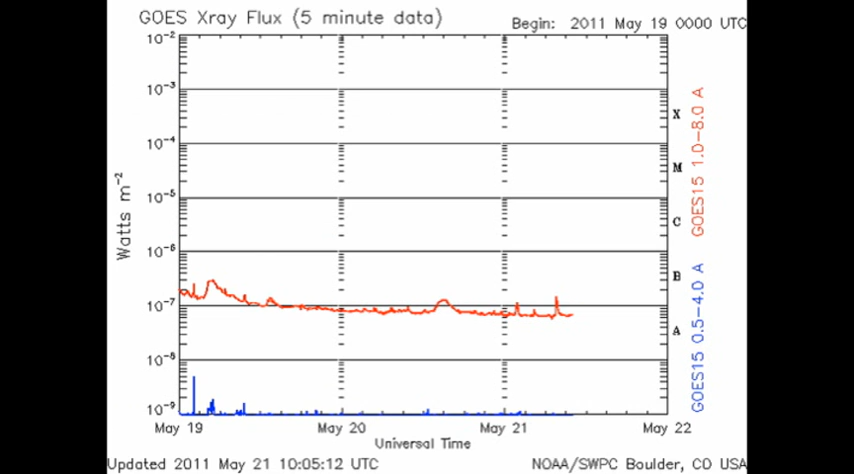 GOES Xray Flux (5 minute data)
Begin: 2011 May 19 0000 UTC
10⁻²
10⁻³
10⁻⁴
10⁻⁵
10⁻⁶
10⁻⁷
10⁻⁸
10⁻⁹
Watts m⁻²
X
M
C
B
A
GOES15 1.0-8.0 A
GOES15 0.5-4.0 A
May 19
May 20
May 21
May 22
Universal Time
Updated 2011 May 21 10:05:12 UTC
NOAA/SWPC Boulder, CO USA